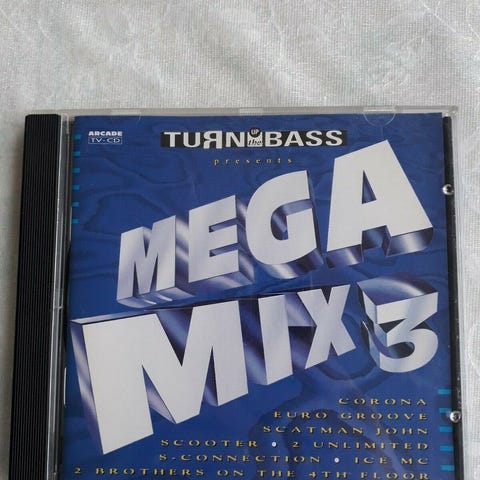 ARCADE
TV-CD
TURN UP the BASS
presents
MEGA
MIX 3
CORONA
EURO GROOVE
SCATMAN JOHN
SCOOTER • 2 UNLIMITED
S-CONNECTION • ICE MC
2 BROTHERS ON THE 4TH FLOOR